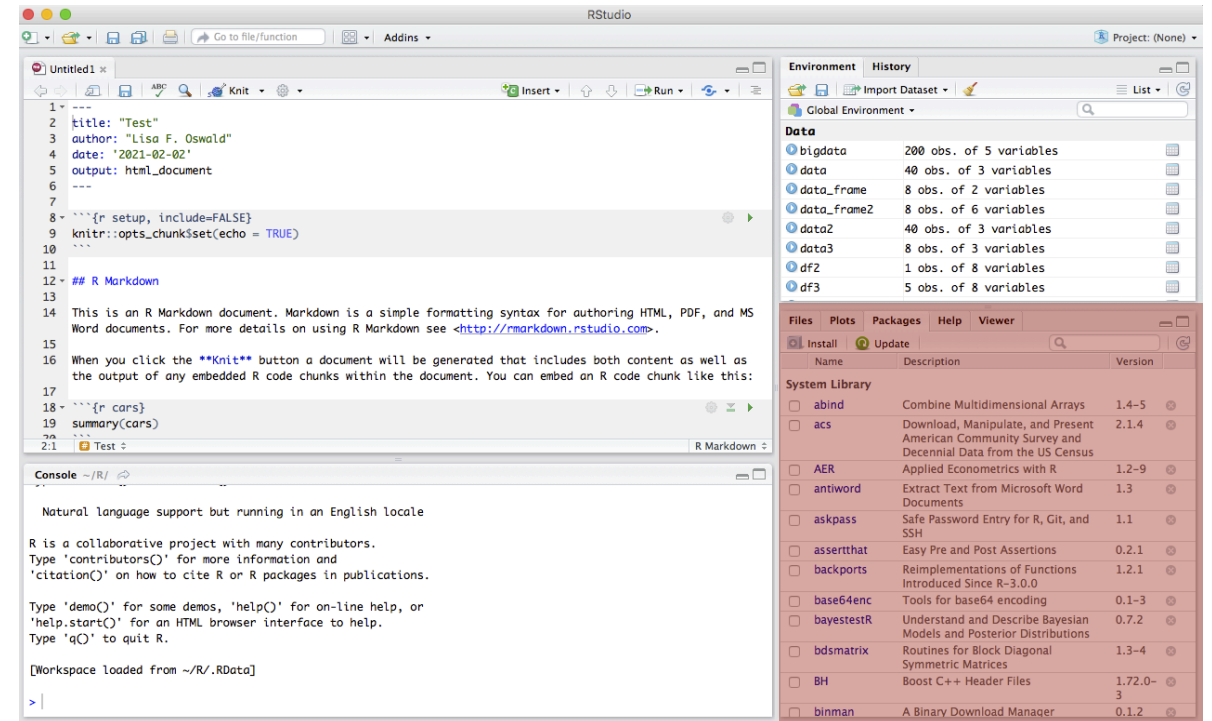 RStudio
Go to file/function
Addins
Project: (None)
Untitled1
ABC
Knit
Insert
Run
1 ---
2 title: "Test"
3 author: "Lisa F. Oswald"
4 date: '2021-02-02'
5 output: html_document
6 ---
7
8 ```{r setup, include=FALSE}
9 knitr::opts_chunk$set(echo = TRUE)
10 ```
11
12 ## R Markdown
13
14 This is an R Markdown document. Markdown is a simple formatting syntax for authoring HTML, PDF, and MS
Word documents. For more details on using R Markdown see <http://rmarkdown.rstudio.com>.
15
16 When you click the **Knit** button a document will be generated that includes both content as well as
the output of any embedded R code chunks within the document. You can embed an R code chunk like this:
17
18 ```{r cars}
19 summary(cars)
20 ```
2:1 # Test
R Markdown
Console ~/R/
Natural language support but running in an English locale
R is a collaborative project with many contributors.
Type 'contributors()' for more information and
'citation()' on how to cite R or R packages in publications.
Type 'demo()' for some demos, 'help()' for on-line help, or
'help.start()' for an HTML browser interface to help.
Type 'q()' to quit R.
[Workspace loaded from ~/R/.RData]
>
Environment History
Import Dataset
List
Global Environment
Data
bigdata 200 obs. of 5 variables
data 40 obs. of 3 variables
data_frame 8 obs. of 2 variables
data_frame2 8 obs. of 6 variables
data2 40 obs. of 3 variables
data3 8 obs. of 3 variables
df2 1 obs. of 8 variables
df3 5 obs. of 8 variables
Files Plots Packages Help Viewer
Install Update
Name Description Version
System Library
abind Combine Multidimensional Arrays 1.4-5
acs Download, Manipulate, and Present 2.1.4
American Community Survey and
Decennial Data from the US Census
AER Applied Econometrics with R 1.2-9
antiword Extract Text from Microsoft Word 1.3
Documents
askpass Safe Password Entry for R, Git, and 1.1
SSH
assertthat Easy Pre and Post Assertions 0.2.1
backports Reimplementations of Functions 1.2.1
Introduced Since R-3.0.0
base64enc Tools for base64 encoding 0.1-3
bayestestR Understand and Describe Bayesian 0.7.2
Models and Posterior Distributions
bdsmatrix Routines for Block Diagonal 1.3-4
Symmetric Matrices
BH Boost C++ Header Files 1.72.0-
3
binman A Binary Download Manager 0.1.2